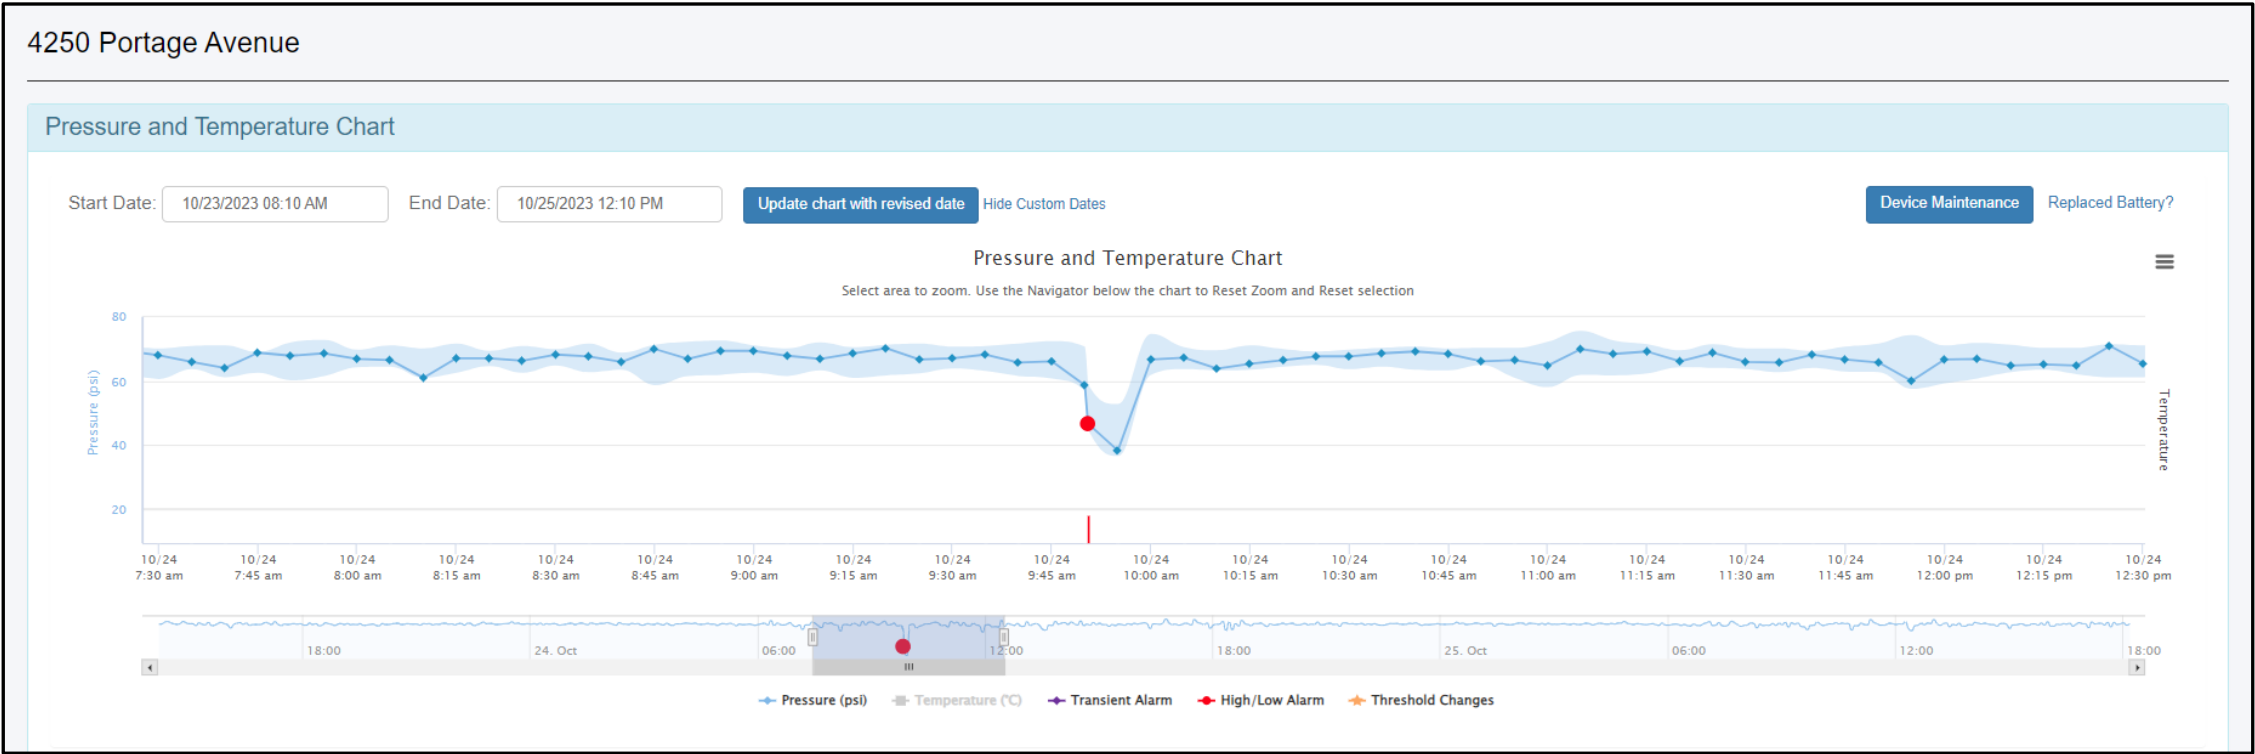 4250 Portage Avenue
Pressure and Temperature Chart
Start Date: 10/23/2023 08:10 AM End Date: 10/25/2023 12:10 PM Update chart with revised date Hide Custom Dates Device Maintenance Replaced Battery?
Pressure and Temperature Chart
Select area to zoom. Use the Navigator below the chart to Reset Zoom and Reset selection
80
60
40
20
Pressure (psi)
Temperature
10/24 10/24 10/24 10/24 10/24 10/24 10/24 10/24 10/24 10/24 10/24 10/24 10/24 10/24 10/24 10/24 10/24 10/24 10/24 10/24 10/24
7:30 am 7:45 am 8:00 am 8:15 am 8:30 am 8:45 am 9:00 am 9:15 am 9:30 am 9:45 am 10:00 am 10:15 am 10:30 am 10:45 am 11:00 am 11:15 am 11:30 am 11:45 am 12:00 pm 12:15 pm 12:30 pm
18:00 24. Oct 06:00 12:00 18:00 25. Oct 06:00 12:00 18:00
Pressure (psi) Temperature (°C) Transient Alarm High/Low Alarm Threshold Changes